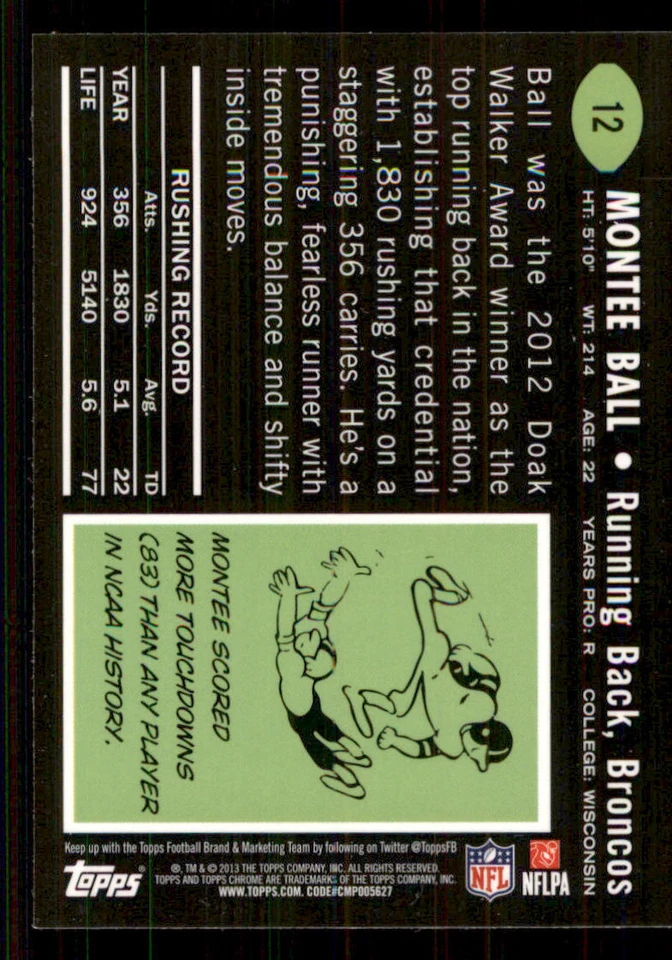 12
MONTEE BALL • Running Back, Broncos
HT: 5'10" WT: 214 AGE: 22 YEARS PRO: R COLLEGE: WISCONSIN
Ball was the 2012 Doak
Walker Award winner as the
top running back in the nation,
establishing that credential
with 1,830 rushing yards on a
staggering 356 carries. He's a
punishing, fearless runner with
tremendous balance and shifty
inside moves.
RUSHING RECORD
Atts. Yds. Avg. TD
YEAR 356 1830 5.1 22
LIFE 924 5140 5.6 77
MONTEE SCORED
MORE TOUCHDOWNS
(83) THAN ANY PLAYER
IN NCAA HISTORY.
NFL
NFLPA
Keep up with the Topps Football Brand & Marketing Team by following on Twitter @ToppsFB
®, TM & © 2013 THE TOPPS COMPANY, INC. ALL RIGHTS RESERVED.
TOPPS AND TOPPS CHROME ARE TRADEMARKS OF THE TOPPS COMPANY, INC.
WWW.TOPPS.COM. CODE#CMP005627
TOPPS®